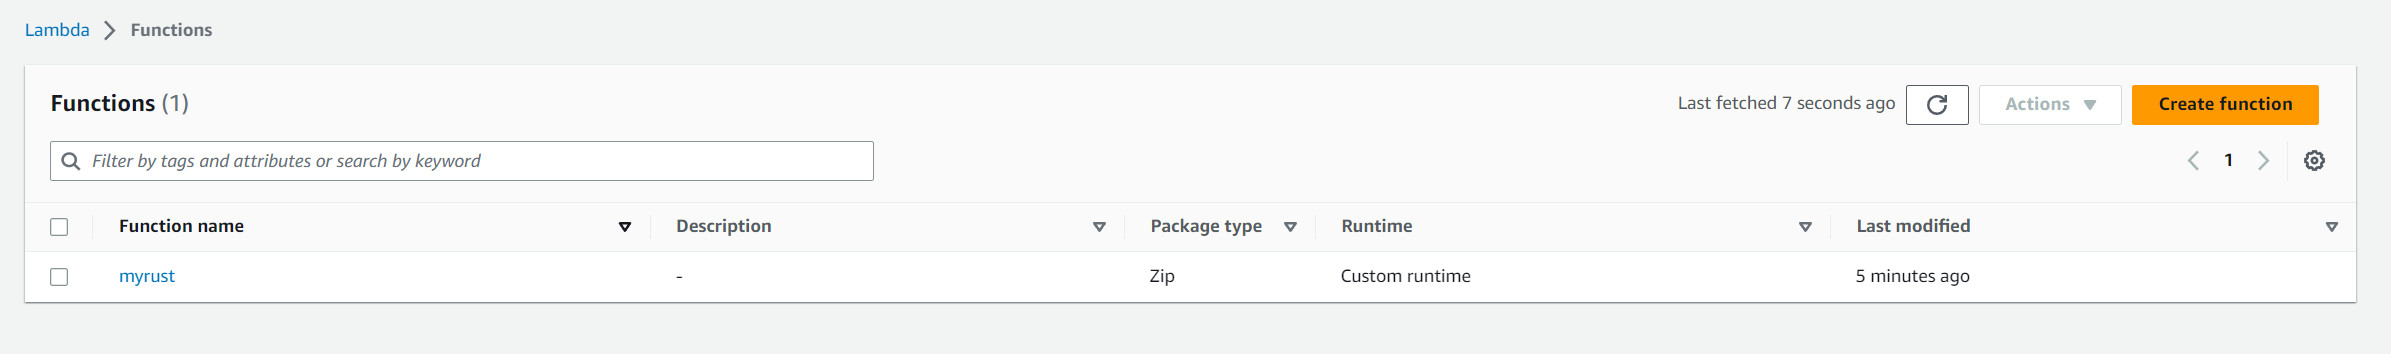 Lambda > Functions
Functions (1)
Last fetched 7 seconds ago
Actions
Create function
Filter by tags and attributes or search by keyword
1
Function name Description Package type Runtime Last modified
myrust - Zip Custom runtime 5 minutes ago